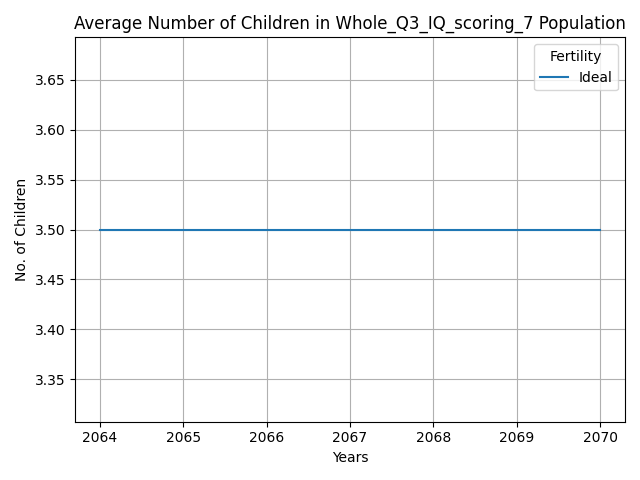 Average Number of Children in Whole_Q3_IQ_scoring_7 Population
Fertility
Ideal
No. of Children
3.65
3.60
3.55
3.50
3.45
3.40
3.35
2064 2065 2066 2067 2068 2069 2070
Years